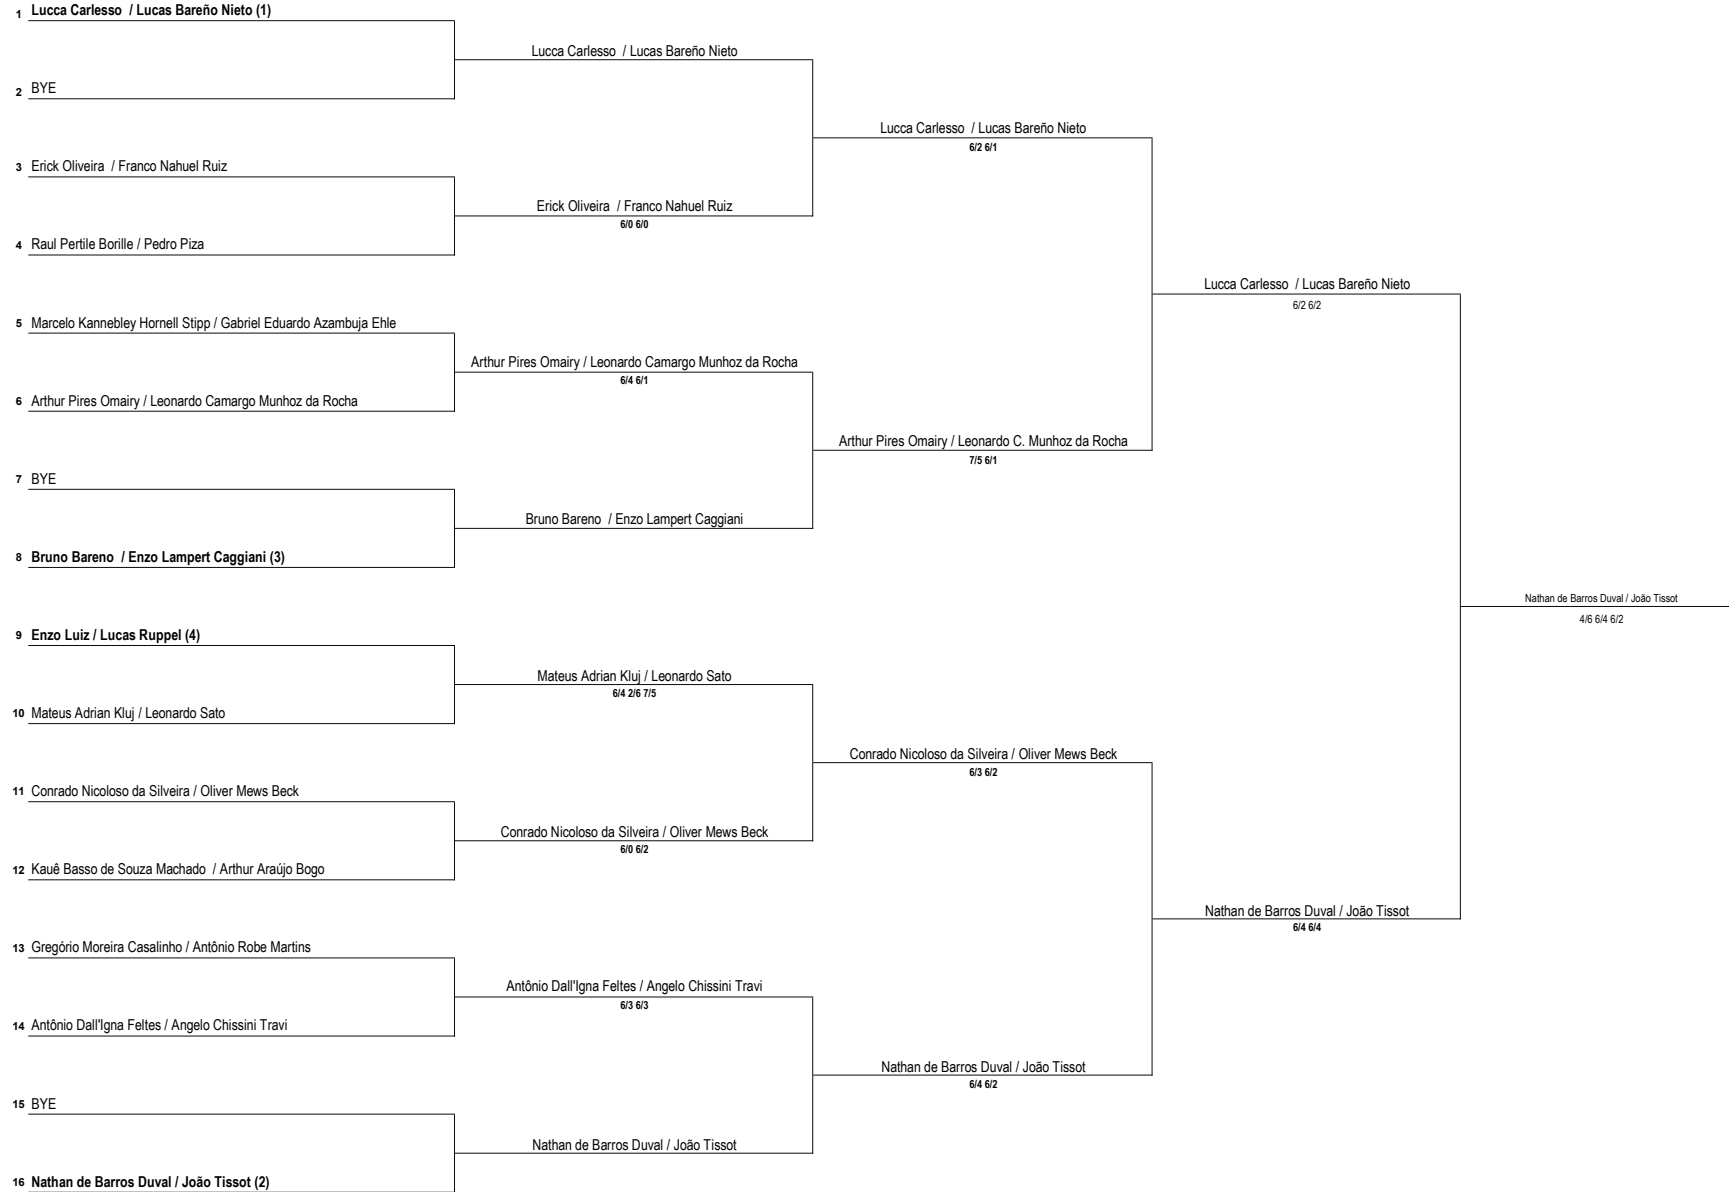 1 Lucca Carlesso / Lucas Bareño Nieto (1)
Lucca Carlesso / Lucas Bareño Nieto
2 BYE
Lucca Carlesso / Lucas Bareño Nieto
6/2 6/1
3 Erick Oliveira / Franco Nahuel Ruiz
Erick Oliveira / Franco Nahuel Ruiz
6/0 6/0
4 Raul Pertile Borille / Pedro Piza
Lucca Carlesso / Lucas Bareño Nieto
6/2 6/2
5 Marcelo Kannebley Hornell Stipp / Gabriel Eduardo Azambuja Ehle
Arthur Pires Omairy / Leonardo Camargo Munhoz da Rocha
6/4 6/1
6 Arthur Pires Omairy / Leonardo Camargo Munhoz da Rocha
Arthur Pires Omairy / Leonardo C. Munhoz da Rocha
7/5 6/1
7 BYE
Bruno Bareno / Enzo Lampert Caggiani
8 Bruno Bareno / Enzo Lampert Caggiani (3)
Nathan de Barros Duval / João Tissot
4/6 6/4 6/2
9 Enzo Luiz / Lucas Ruppel (4)
Mateus Adrian Kluj / Leonardo Sato
6/4 2/6 7/5
10 Mateus Adrian Kluj / Leonardo Sato
Conrado Nicoloso da Silveira / Oliver Mews Beck
6/3 6/2
11 Conrado Nicoloso da Silveira / Oliver Mews Beck
Conrado Nicoloso da Silveira / Oliver Mews Beck
6/0 6/2
12 Kauê Basso de Souza Machado / Arthur Araújo Bogo
Nathan de Barros Duval / João Tissot
6/4 6/4
13 Gregório Moreira Casalinho / Antônio Robe Martins
Antônio Dall'Igna Feltes / Angelo Chissini Travi
6/3 6/3
14 Antônio Dall'Igna Feltes / Angelo Chissini Travi
Nathan de Barros Duval / João Tissot
6/4 6/2
15 BYE
Nathan de Barros Duval / João Tissot
16 Nathan de Barros Duval / João Tissot (2)